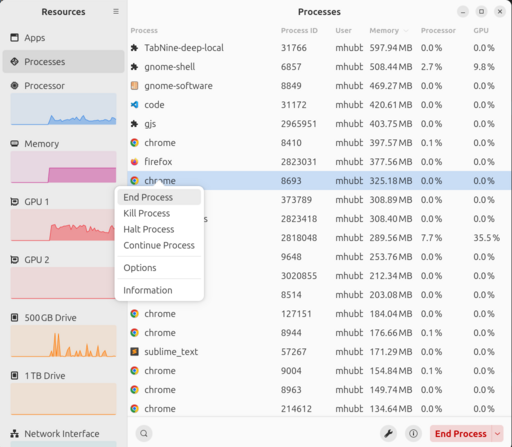 Resources
Processes
Apps
Processes
Processor
Memory
GPU 1
GPU 2
500 GB Drive
1 TB Drive
Network Interface
Process Process ID User Memory Processor GPU
TabNine-deep-local 31766 mhubt 597.94 MB 0.0 % 0.0 %
gnome-shell 6857 mhubt 508.44 MB 2.7 % 9.8 %
gnome-software 8849 mhubt 469.27 MB 0.0 % 0.0 %
code 31172 mhubt 420.61 MB 0.0 % 0.0 %
gjs 2965951 mhubt 403.75 MB 0.0 % 0.0 %
chrome 8410 mhubt 397.57 MB 0.1 % 0.0 %
firefox 2823031 mhubt 377.56 MB 0.0 % 0.0 %
chrome 8693 mhubt 325.18 MB 0.0 % 0.0 %
373789 mhubt 308.89 MB 0.0 % 0.0 %
s 2823418 mhubt 308.40 MB 0.0 % 0.0 %
2818048 mhubt 289.56 MB 7.7 % 35.5 %
9648 mhubt 253.76 MB 0.0 % 0.0 %
3020855 mhubt 212.34 MB 0.0 % 0.0 %
8514 mhubt 203.08 MB 0.0 % 0.0 %
chrome 127151 mhubt 184.04 MB 0.0 % 0.0 %
chrome 8944 mhubt 176.66 MB 0.1 % 0.0 %
sublime_text 57267 mhubt 171.29 MB 0.0 % 0.0 %
chrome 9004 mhubt 154.84 MB 0.1 % 0.0 %
chrome 8963 mhubt 149.74 MB 0.0 % 0.0 %
chrome 214612 mhubt 134.64 MB 0.0 % 0.0 %
End Process
Kill Process
Halt Process
Continue Process
Options
Information
End Process